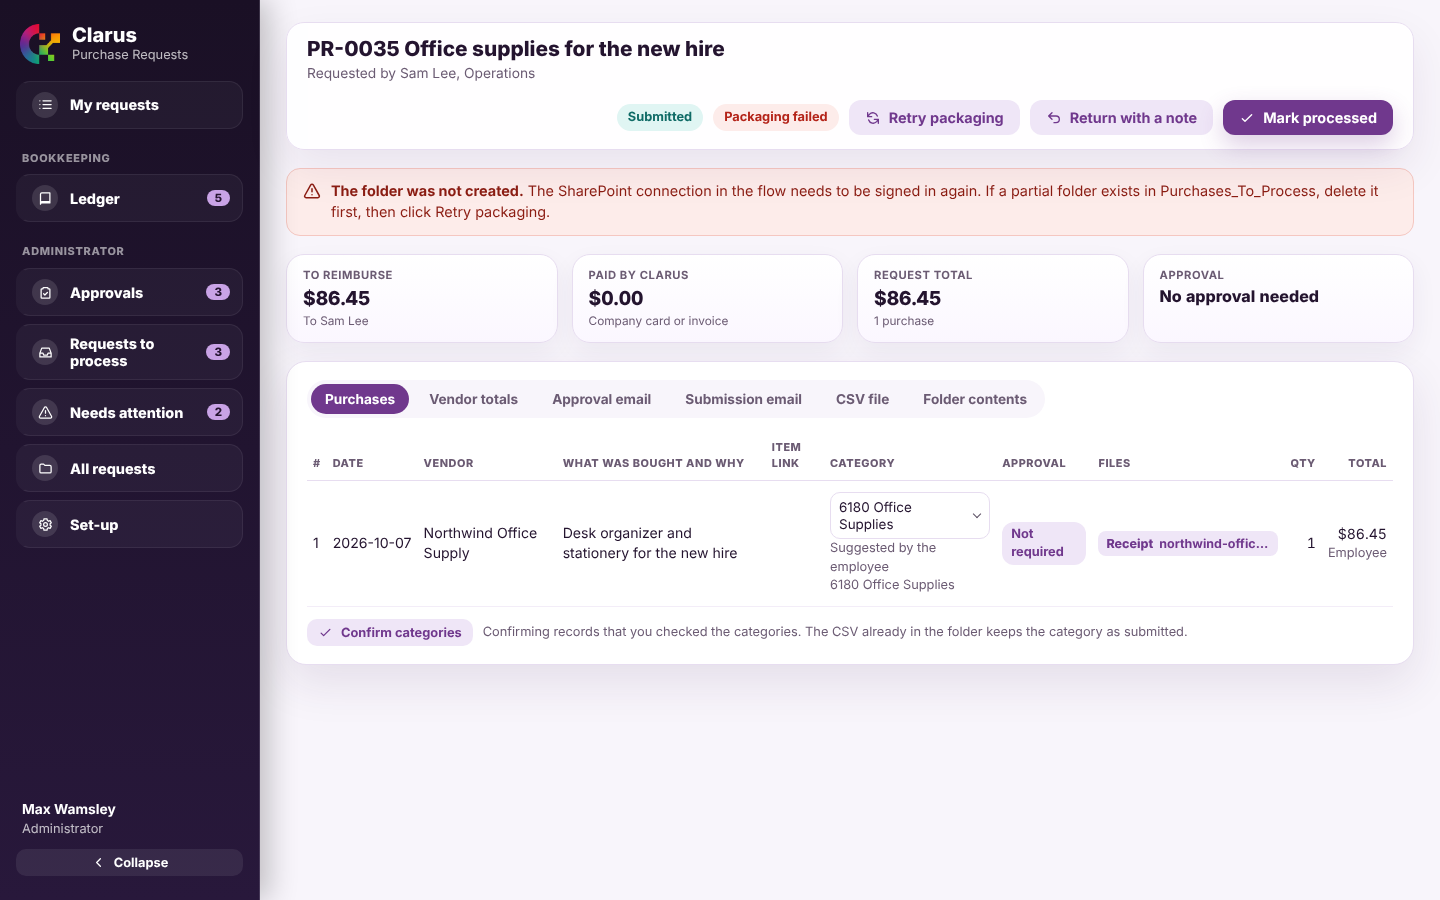 Clarus
Purchase Requests
My requests
BOOKKEEPING
Ledger 5
ADMINISTRATOR
Approvals 3
Requests to
process 3
Needs attention 2
All requests
Set-up
Max Wamsley
Administrator
Collapse
PR-0035 Office supplies for the new hire
Requested by Sam Lee, Operations
Submitted Packaging failed Retry packaging Return with a note Mark processed
The folder was not created. The SharePoint connection in the flow needs to be signed in again. If a partial folder exists in Purchases_To_Process, delete it
first, then click Retry packaging.
TO REIMBURSE
$86.45
To Sam Lee
PAID BY CLARUS
$0.00
Company card or invoice
REQUEST TOTAL
$86.45
1 purchase
APPROVAL
No approval needed
Purchases Vendor totals Approval email Submission email CSV file Folder contents
# DATE VENDOR WHAT WAS BOUGHT AND WHY ITEM LINK CATEGORY APPROVAL FILES QTY TOTAL
1
2026-10-07
Northwind Office
Supply
Desk organizer and
stationery for the new hire
6180 Office
Supplies
Suggested by the
employee
6180 Office Supplies
Not
required
Receipt northwind-offic...
1
$86.45
Employee
Confirm categories Confirming records that you checked the categories. The CSV already in the folder keeps the category as submitted.